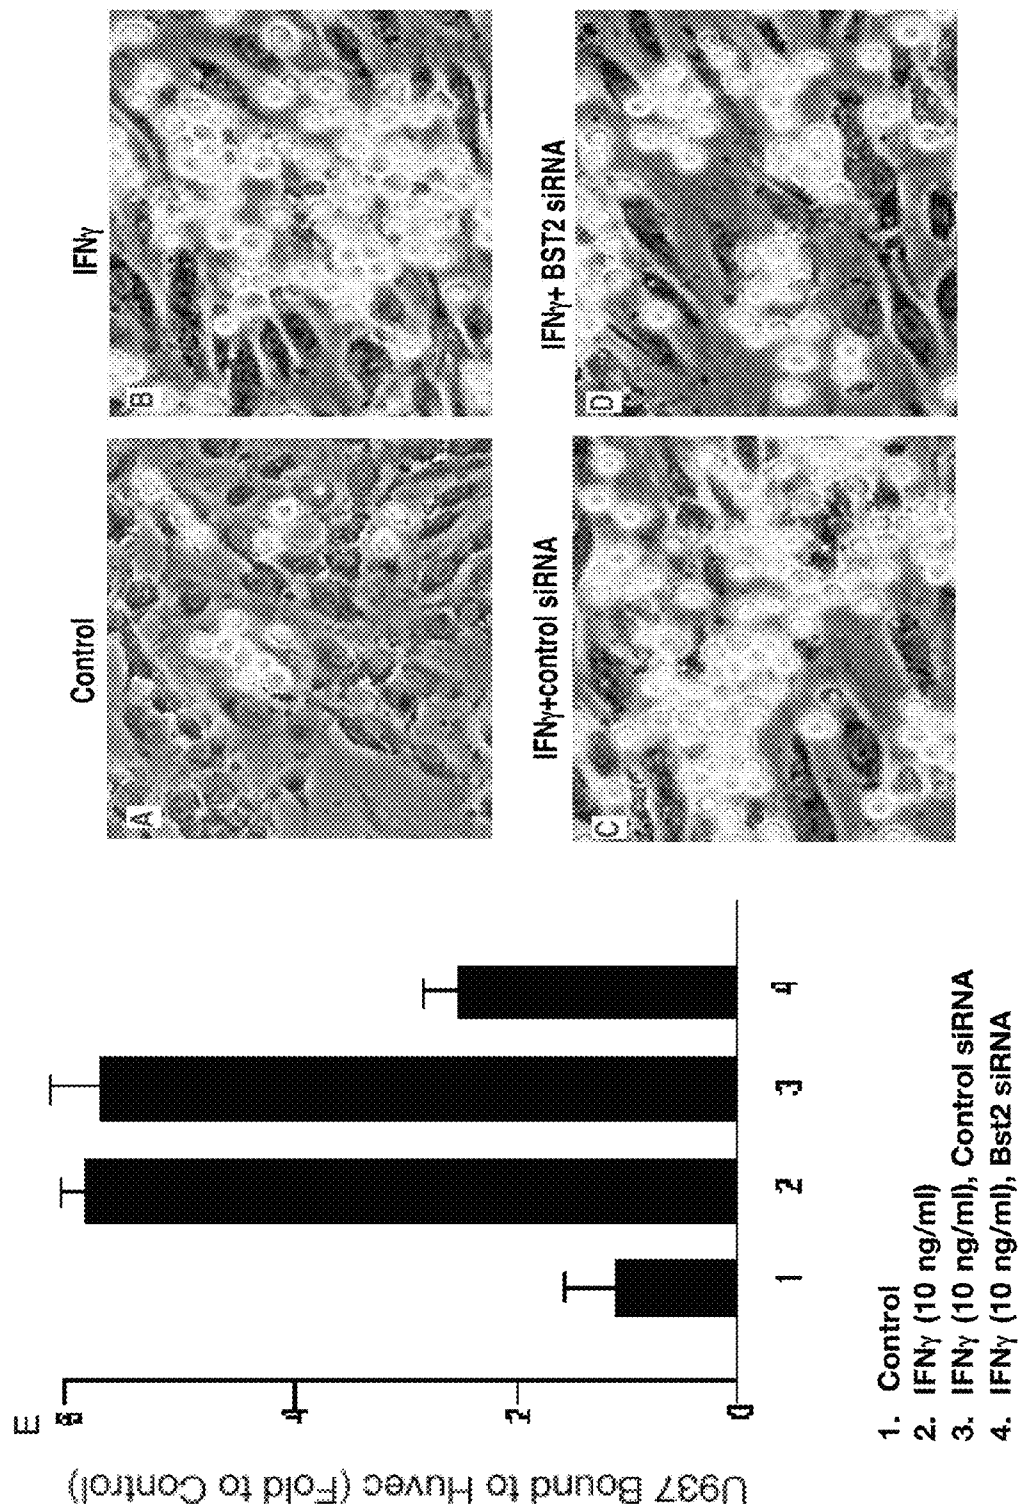 Control
IFNγ
A
B
IFNγ+control siRNA
IFNγ+ BST2 siRNA
C
D
E
U937 Bound to Huvec (Fold to Control)
4
2
0
1
2
3
4
1. Control
2. IFNγ (10 ng/ml)
3. IFNγ (10 ng/ml), Control siRNA
4. IFNγ (10 ng/ml), Bst2 siRNA